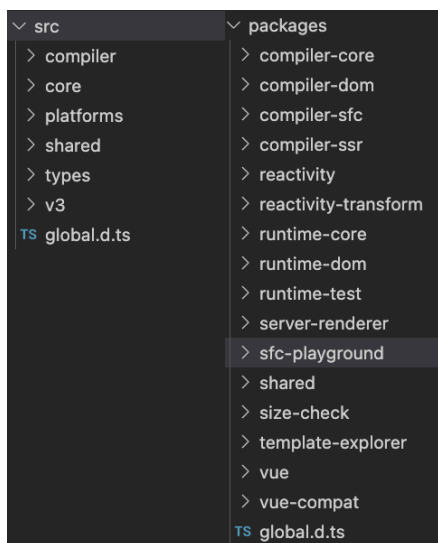 src
compiler
core
platforms
shared
types
v3
TS global.d.ts
packages
compiler-core
compiler-dom
compiler-sfc
compiler-ssr
reactivity
reactivity-transform
runtime-core
runtime-dom
runtime-test
server-renderer
sfc-playground
shared
size-check
template-explorer
vue
vue-compat
TS global.d.ts